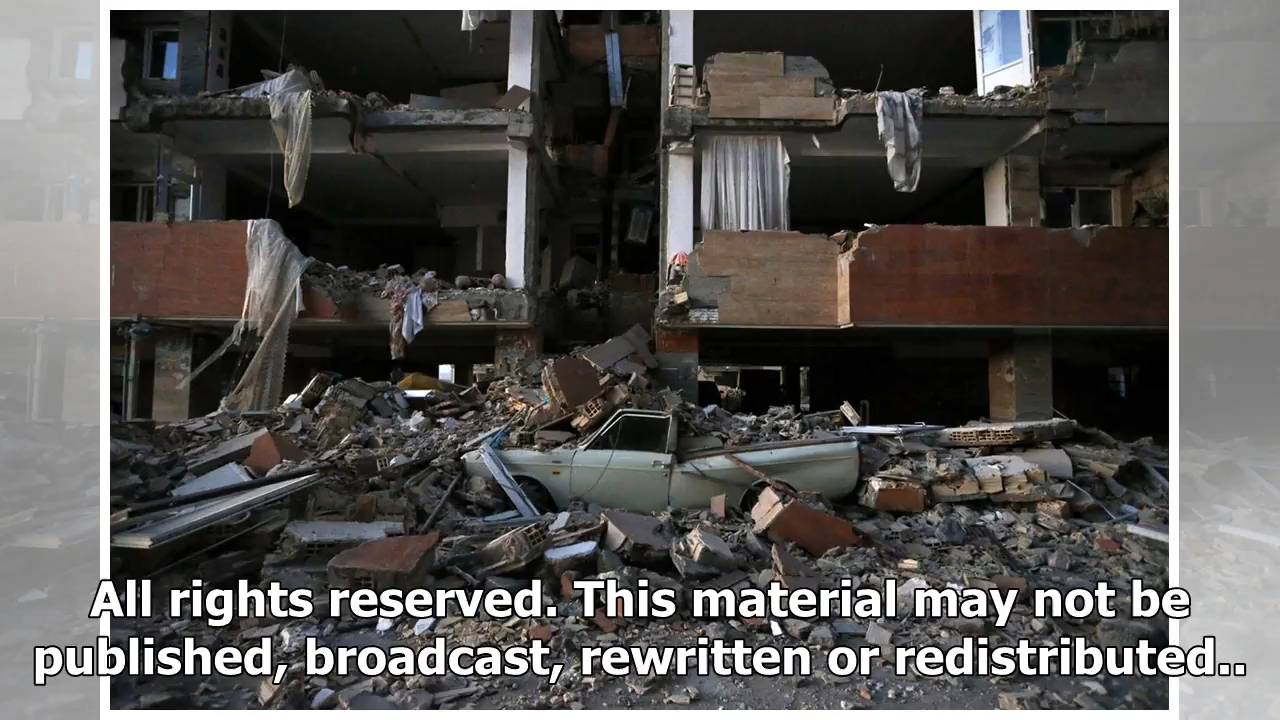 All rights reserved. This material may not be
published, broadcast, rewritten or redistributed..